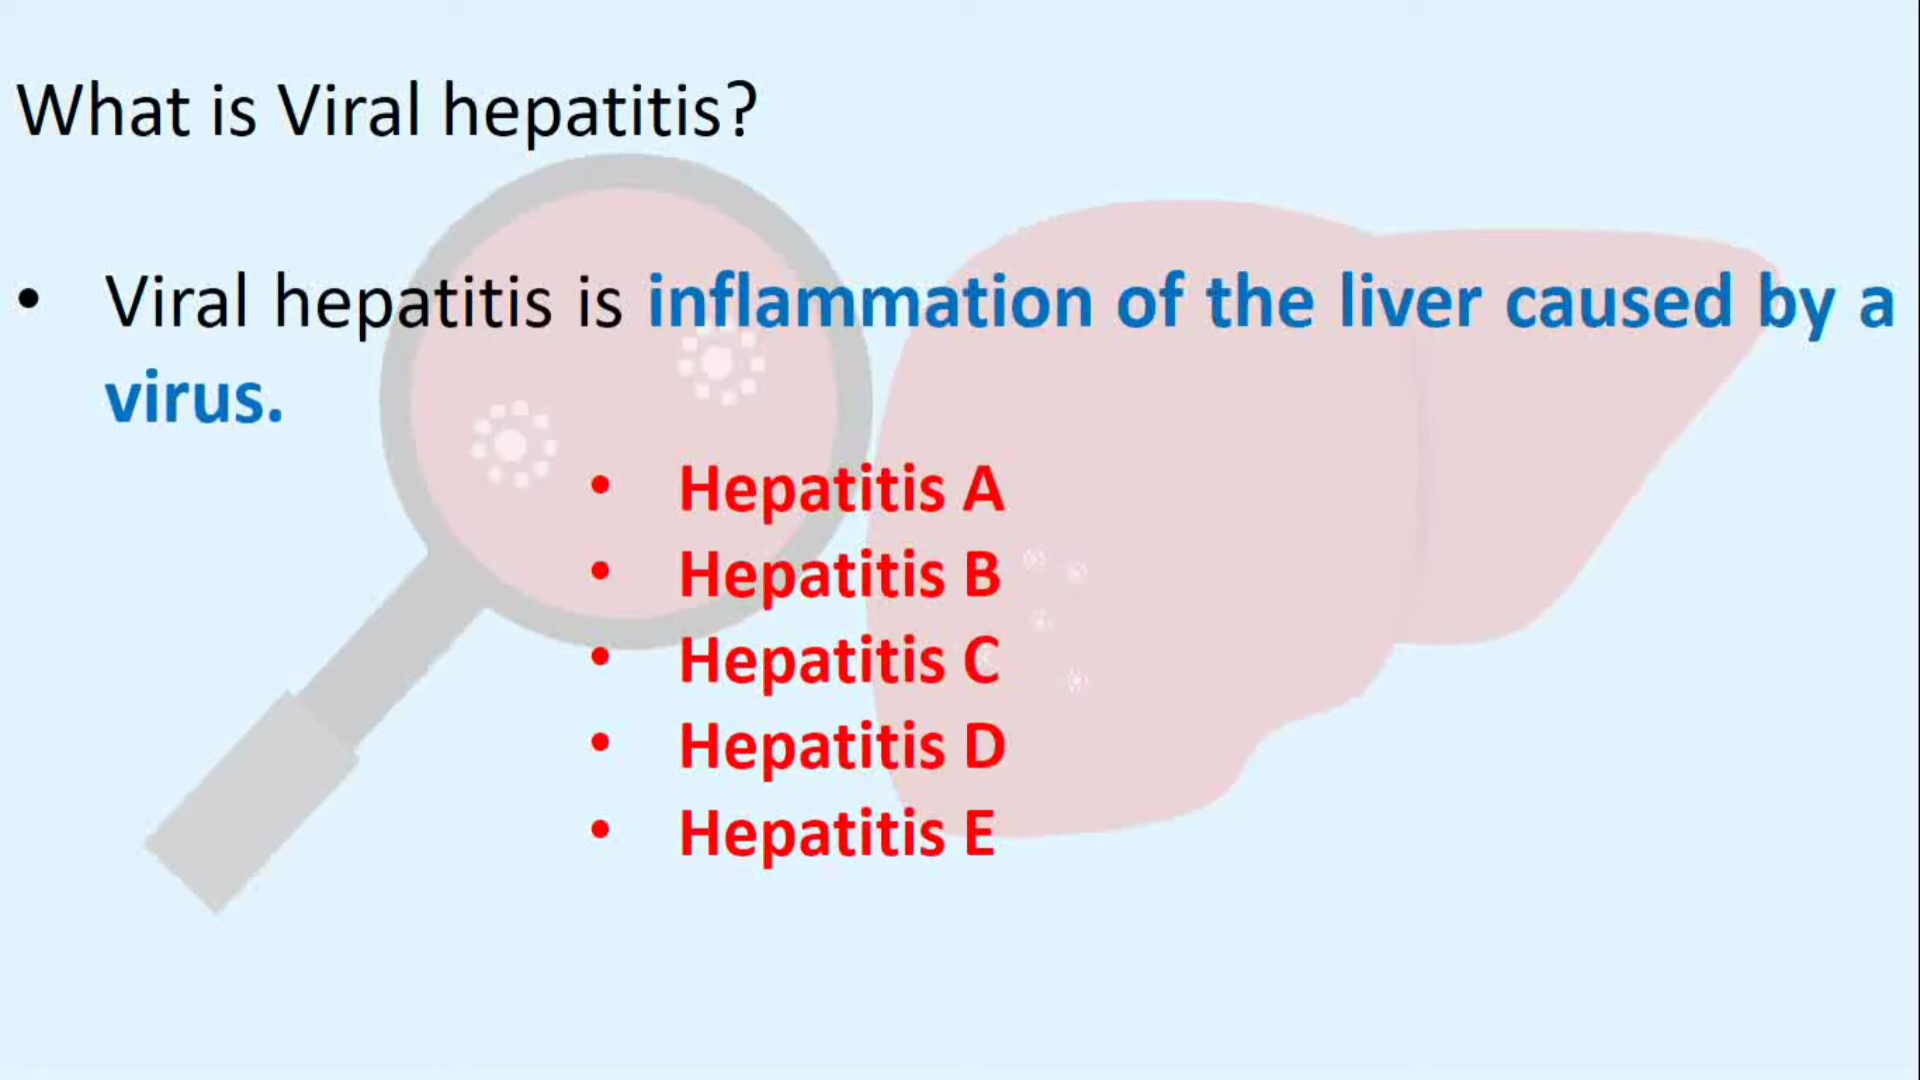 What is Viral hepatitis?
• Viral hepatitis is inflammation of the liver caused by a
virus.
• Hepatitis A
• Hepatitis B
• Hepatitis C
• Hepatitis D
• Hepatitis E